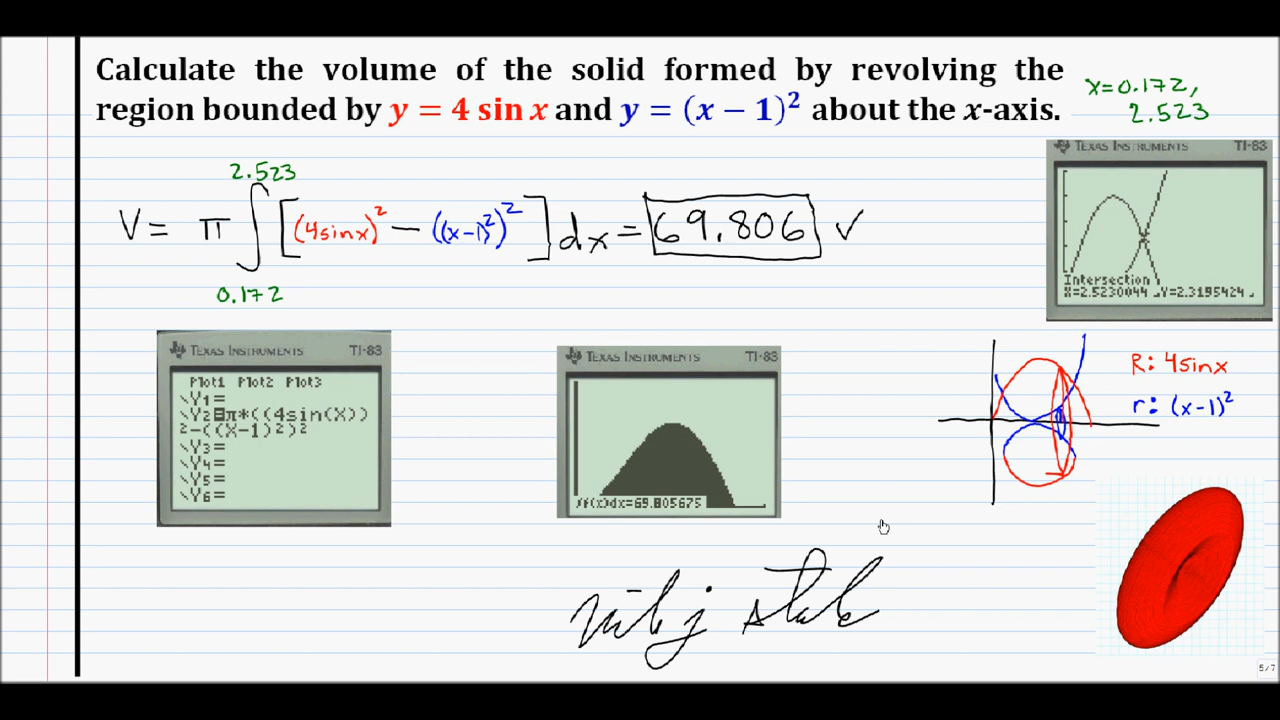 Calculate the volume of the solid formed by revolving the
region bounded by y = 4 sin x and y = (x − 1)² about the x-axis.
x=0.172,
2.523
V = π ∫ 0.172 2.523 [(4sinx)² − ((x-1)²)²] dx = 69.806 ✓
TEXAS INSTRUMENTS TI-83
Intersection
X=2.5230044 Y=2.3195424
R: 4sinx
r: (x-1)²
TEXAS INSTRUMENTS TI-83
Plot1 Plot2 Plot3
\Y1=
\Y2=π*((4sin(X))
²-((X-1)²)²
\Y3=
\Y4=
\Y5=
\Y6=
TEXAS INSTRUMENTS TI-83
∫f(x)dx=69.805675
5/7